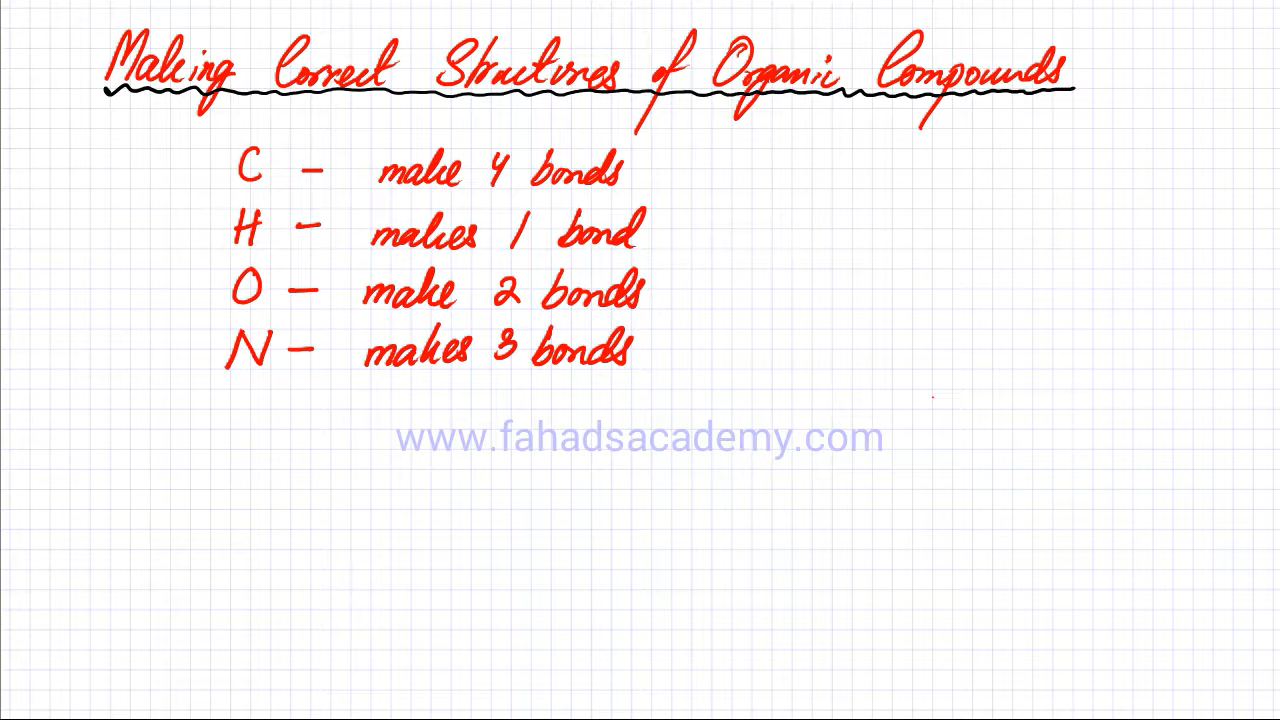 Making Correct Structures of Organic Compounds
C - make 4 bonds
H - makes 1 bond
O - make 2 bonds
N - makes 3 bonds
www.fahadsacademy.com